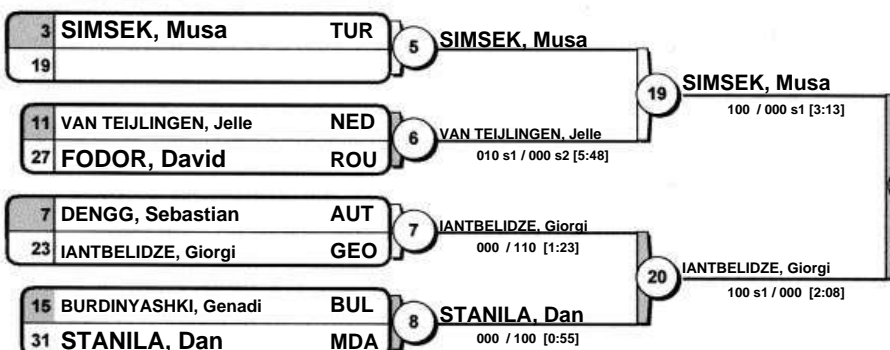 3 SIMSEK, Musa TUR
19
5
SIMSEK, Musa
11 VAN TEIJLINGEN, Jelle NED
27 FODOR, David ROU
6
VAN TEIJLINGEN, Jelle
010 s1 / 000 s2 [5:48]
19
SIMSEK, Musa
100 / 000 s1 [3:13]
7 DENGG, Sebastian AUT
23 IANTBELIDZE, Giorgi GEO
7
IANTBELIDZE, Giorgi
000 / 110 [1:23]
15 BURDINYASHKI, Genadi BUL
31 STANILA, Dan MDA
8
STANILA, Dan
000 / 100 [0:55]
20
IANTBELIDZE, Giorgi
100 s1 / 000 [2:08]